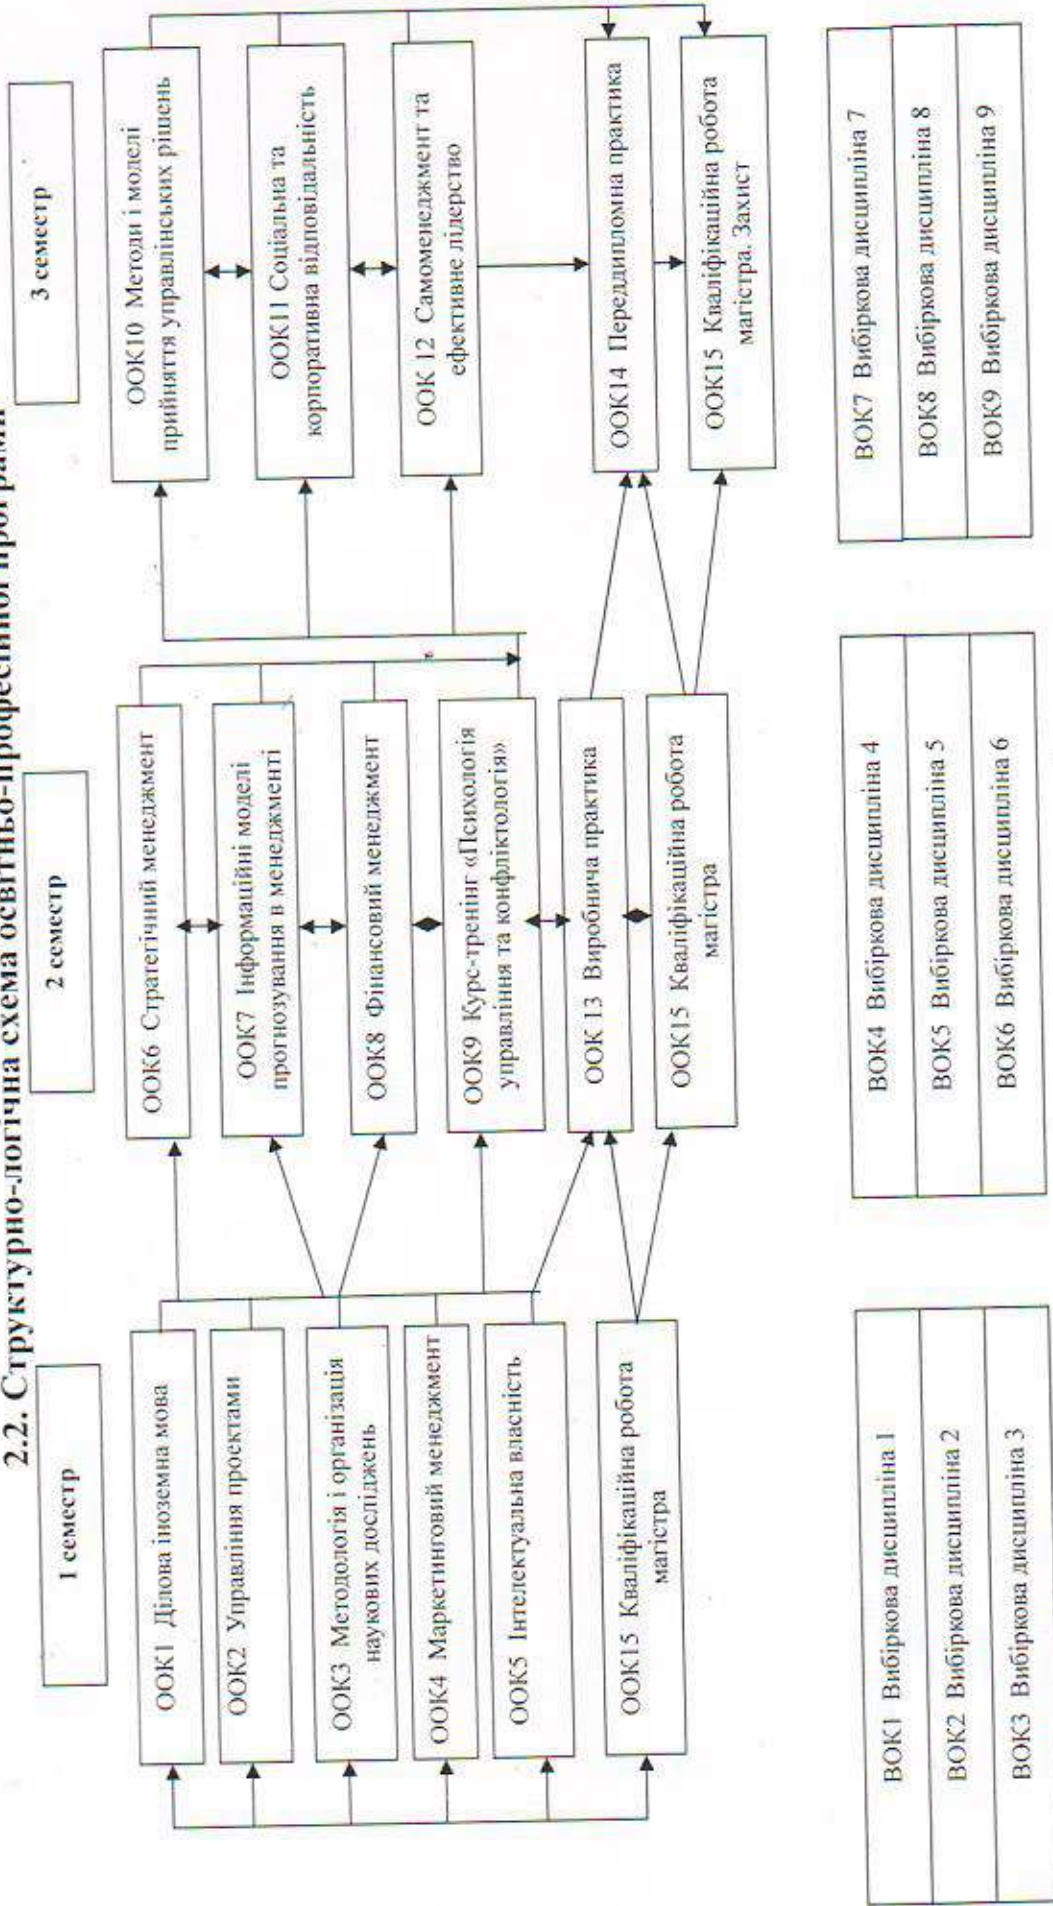 2.2. Структурно-логічна схема освітньо-професійної програми
1 семестр
ООК1 Ділова іноземна мова
ООК2 Управління проектами
ООК3 Методологія і організація
наукових досліджень
ООК4 Маркетинговий менеджмент
ООК5 Інтелектуальна власність
ООК15 Кваліфікаційна робота
магістра
ВОК1 Вибіркова дисципліна 1
ВОК2 Вибіркова дисципліна 2
ВОК3 Вибіркова дисципліна 3
2 семестр
ООК6 Стратегічний менеджмент
ООК7 Інформаційні моделі
прогнозування в менеджменті
ООК8 Фінансовий менеджмент
ООК9 Курс-тренінг «Психологія
управління та конфліктологія»
ООК 13 Виробнича практика
ООК15 Кваліфікаційна робота
магістра
ВОК4 Вибіркова дисципліна 4
ВОК5 Вибіркова дисципліна 5
ВОК6 Вибіркова дисципліна 6
3 семестр
ООК10 Методи і моделі
прийняття управлінських рішень
ООК11 Соціальна та
корпоративна відповідальність
ООК 12 Самоменеджмент та
ефективне лідерство
ООК14 Переддипломна практика
ООК15 Кваліфікаційна робота
магістра. Захист
ВОК7 Вибіркова дисципліна 7
ВОК8 Вибіркова дисципліна 8
ВОК9 Вибіркова дисципліна 9